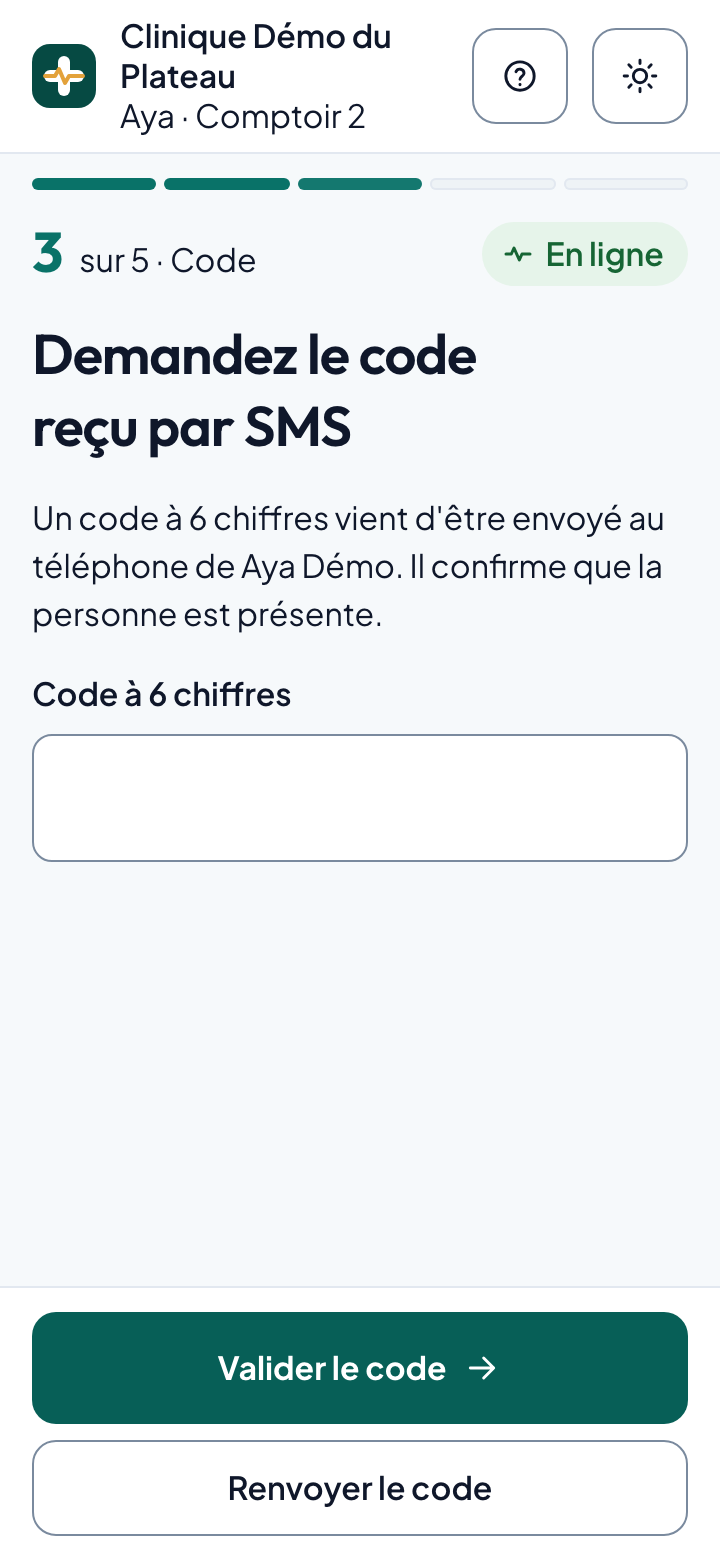 Clinique Démo du
Plateau
Aya · Comptoir 2
3 sur 5 · Code
En ligne
Demandez le code
reçu par SMS
Un code à 6 chiffres vient d'être envoyé au
téléphone de Aya Démo. Il confirme que la
personne est présente.
Code à 6 chiffres
Valider le code →
Renvoyer le code